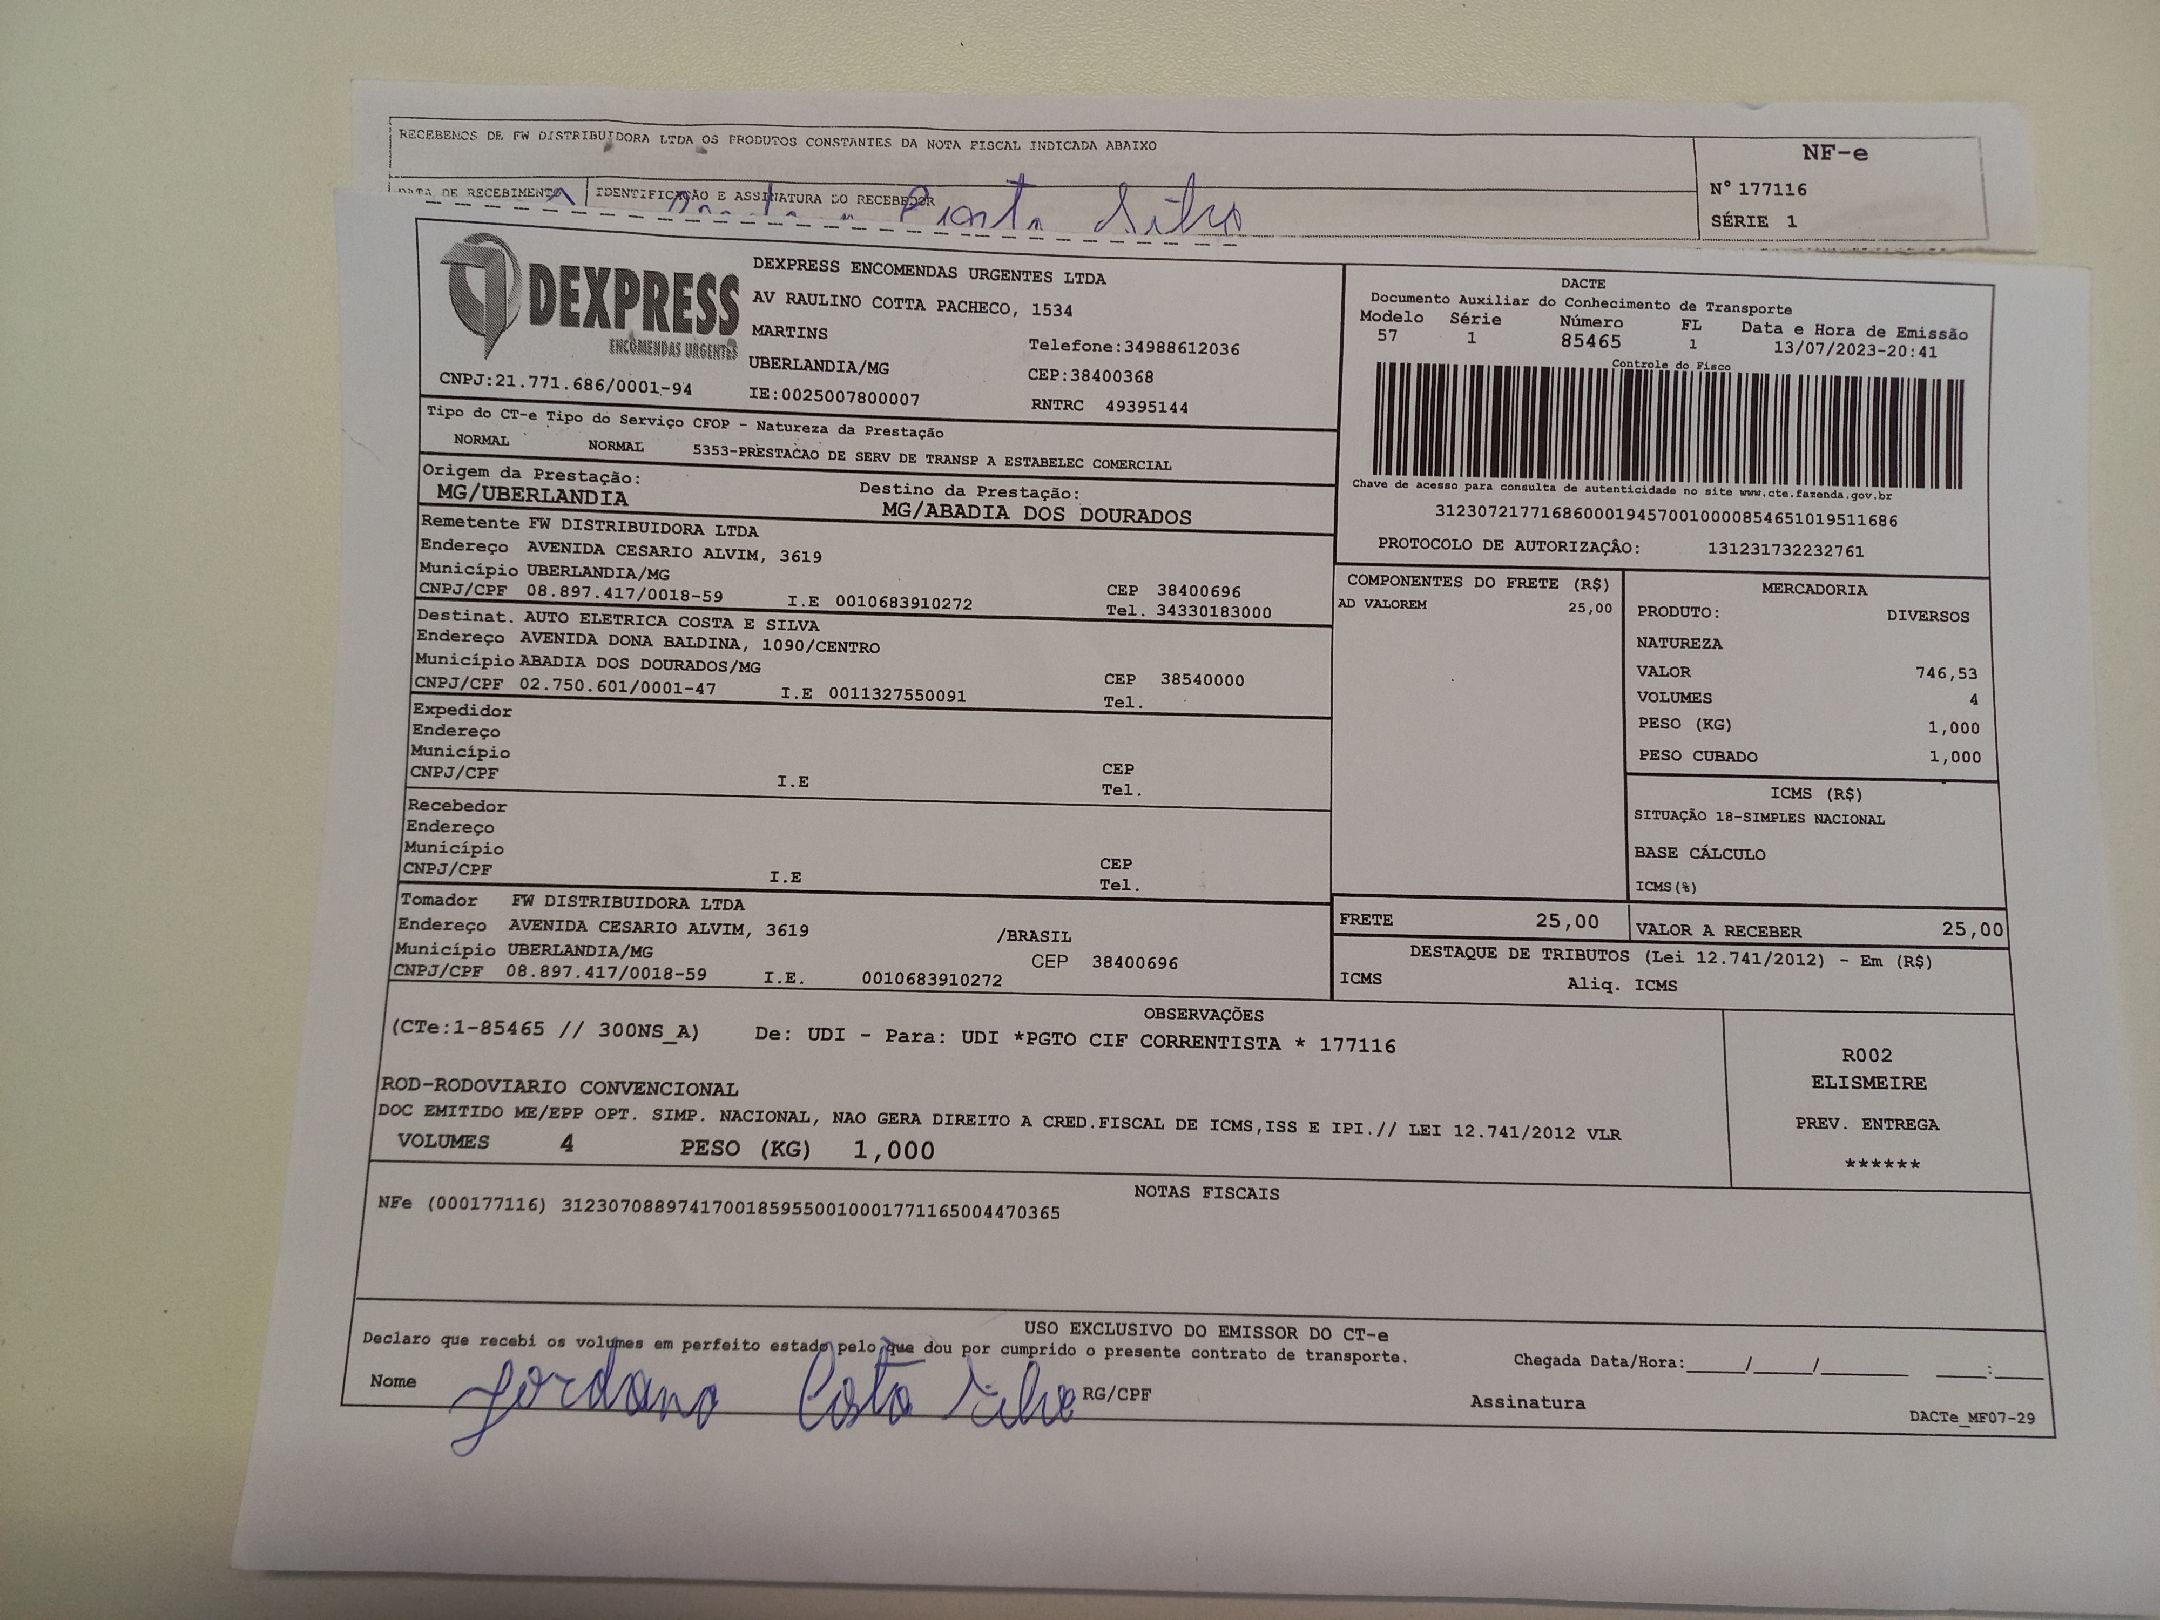 RECEBEMOS DE FW DISTRIBUIDORA LTDA OS PRODUTOS CONSTANTES DA NOTA FISCAL INDICADA ABAIXO
NF-e
Nº 177116
SÉRIE 1
DATA DE RECEBIMENTO IDENTIFICAÇÃO E ASSINATURA DO RECEBEDOR
Costa Silva
DEXPRESS
ENCOMENDAS URGENTES
CNPJ:21.771.686/0001-94
DEXPRESS ENCOMENDAS URGENTES LTDA
AV RAULINO COTTA PACHECO, 1534
MARTINS
Telefone:34988612036
UBERLANDIA/MG
CEP:38400368
IE:0025007800007
RNTRC 49395144
DACTE
Documento Auxiliar do Conhecimento de Transporte
Modelo Série Número FL Data e Hora de Emissão
57 1 85465 1 13/07/2023-20:41
Controle do Fisco
Chave de acesso para consulta de autenticidade no site www.cte.fazenda.gov.br
31230721771686000194570010000854651019511686
PROTOCOLO DE AUTORIZAÇÂO: 131231732232761
Tipo do CT-e Tipo do Serviço CFOP - Natureza da Prestação
NORMAL NORMAL 5353-PRESTACAO DE SERV DE TRANSP A ESTABELEC COMERCIAL
Origem da Prestação: Destino da Prestação:
MG/UBERLANDIA MG/ABADIA DOS DOURADOS
Remetente FW DISTRIBUIDORA LTDA
Endereço AVENIDA CESARIO ALVIM, 3619
Município UBERLANDIA/MG CEP 38400696
CNPJ/CPF 08.897.417/0018-59 I.E 0010683910272 Tel. 34330183000
Destinat. AUTO ELETRICA COSTA E SILVA
Endereço AVENIDA DONA BALDINA, 1090/CENTRO
Município ABADIA DOS DOURADOS/MG CEP 38540000
CNPJ/CPF 02.750.601/0001-47 I.E 0011327550091 Tel.
Expedidor
Endereço
Município CEP
CNPJ/CPF I.E Tel.
Recebedor
Endereço
Município CEP
CNPJ/CPF I.E Tel.
Tomador FW DISTRIBUIDORA LTDA
Endereço AVENIDA CESARIO ALVIM, 3619 /BRASIL
Município UBERLANDIA/MG CEP 38400696
CNPJ/CPF 08.897.417/0018-59 I.E. 0010683910272
COMPONENTES DO FRETE (R$)
AD VALOREM 25,00
MERCADORIA
PRODUTO: DIVERSOS
NATUREZA
VALOR 746,53
VOLUMES 4
PESO (KG) 1,000
PESO CUBADO 1,000
ICMS (R$)
SITUAÇÃO 18-SIMPLES NACIONAL
BASE CÁLCULO
ICMS(%)
FRETE 25,00 VALOR A RECEBER 25,00
DESTAQUE DE TRIBUTOS (Lei 12.741/2012) - Em (R$)
ICMS Aliq. ICMS
OBSERVAÇÕES
(CTe:1-85465 // 300NS_A) De: UDI - Para: UDI *PGTO CIF CORRENTISTA * 177116
ROD-RODOVIARIO CONVENCIONAL
DOC EMITIDO ME/EPP OPT. SIMP. NACIONAL, NAO GERA DIREITO A CRED.FISCAL DE ICMS,ISS E IPI.// LEI 12.741/2012 VLR
VOLUMES 4 PESO (KG) 1,000
R002
ELISMEIRE
PREV. ENTREGA
******
NOTAS FISCAIS
NFe (000177116) 31230708897417001859550010001771165004470365
USO EXCLUSIVO DO EMISSOR DO CT-e
Declaro que recebi os volumes em perfeito estado pelo que dou por cumprido o presente contrato de transporte.
Chegada Data/Hora:____/____/______ ___:___
Nome Jordano Costa Silva RG/CPF Assinatura
DACTe_MF07-29